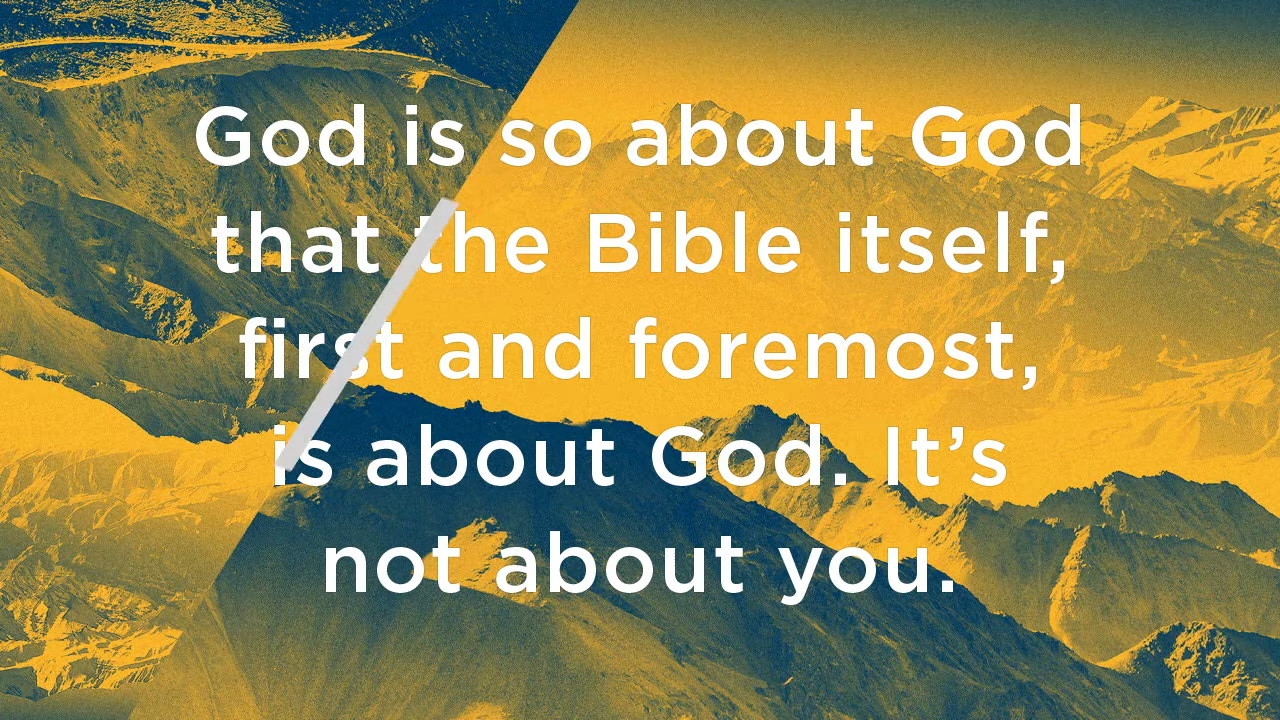 God is so about God
that the Bible itself,
first and foremost,
is about God. It’s
not about you.